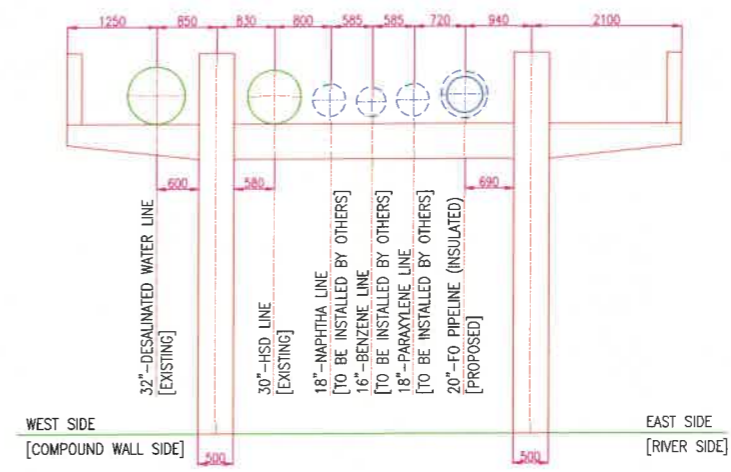 1250 850 830 800 585 585 720 940 2100
600 580 690
32"-DESALINATED WATER LINE
[EXISTING]
30"-HSD LINE
[EXISTING]
18"-NAPHTHA LINE
[TO BE INSTALLED BY OTHERS]
16"-BENZENE LINE
[TO BE INSTALLED BY OTHERS]
18"-PARAXYLENE LINE
[TO BE INSTALLED BY OTHERS]
20"-FO PIPELINE (INSULATED)
[PROPOSED]
WEST SIDE
[COMPOUND WALL SIDE]
EAST SIDE
[RIVER SIDE]
500 500